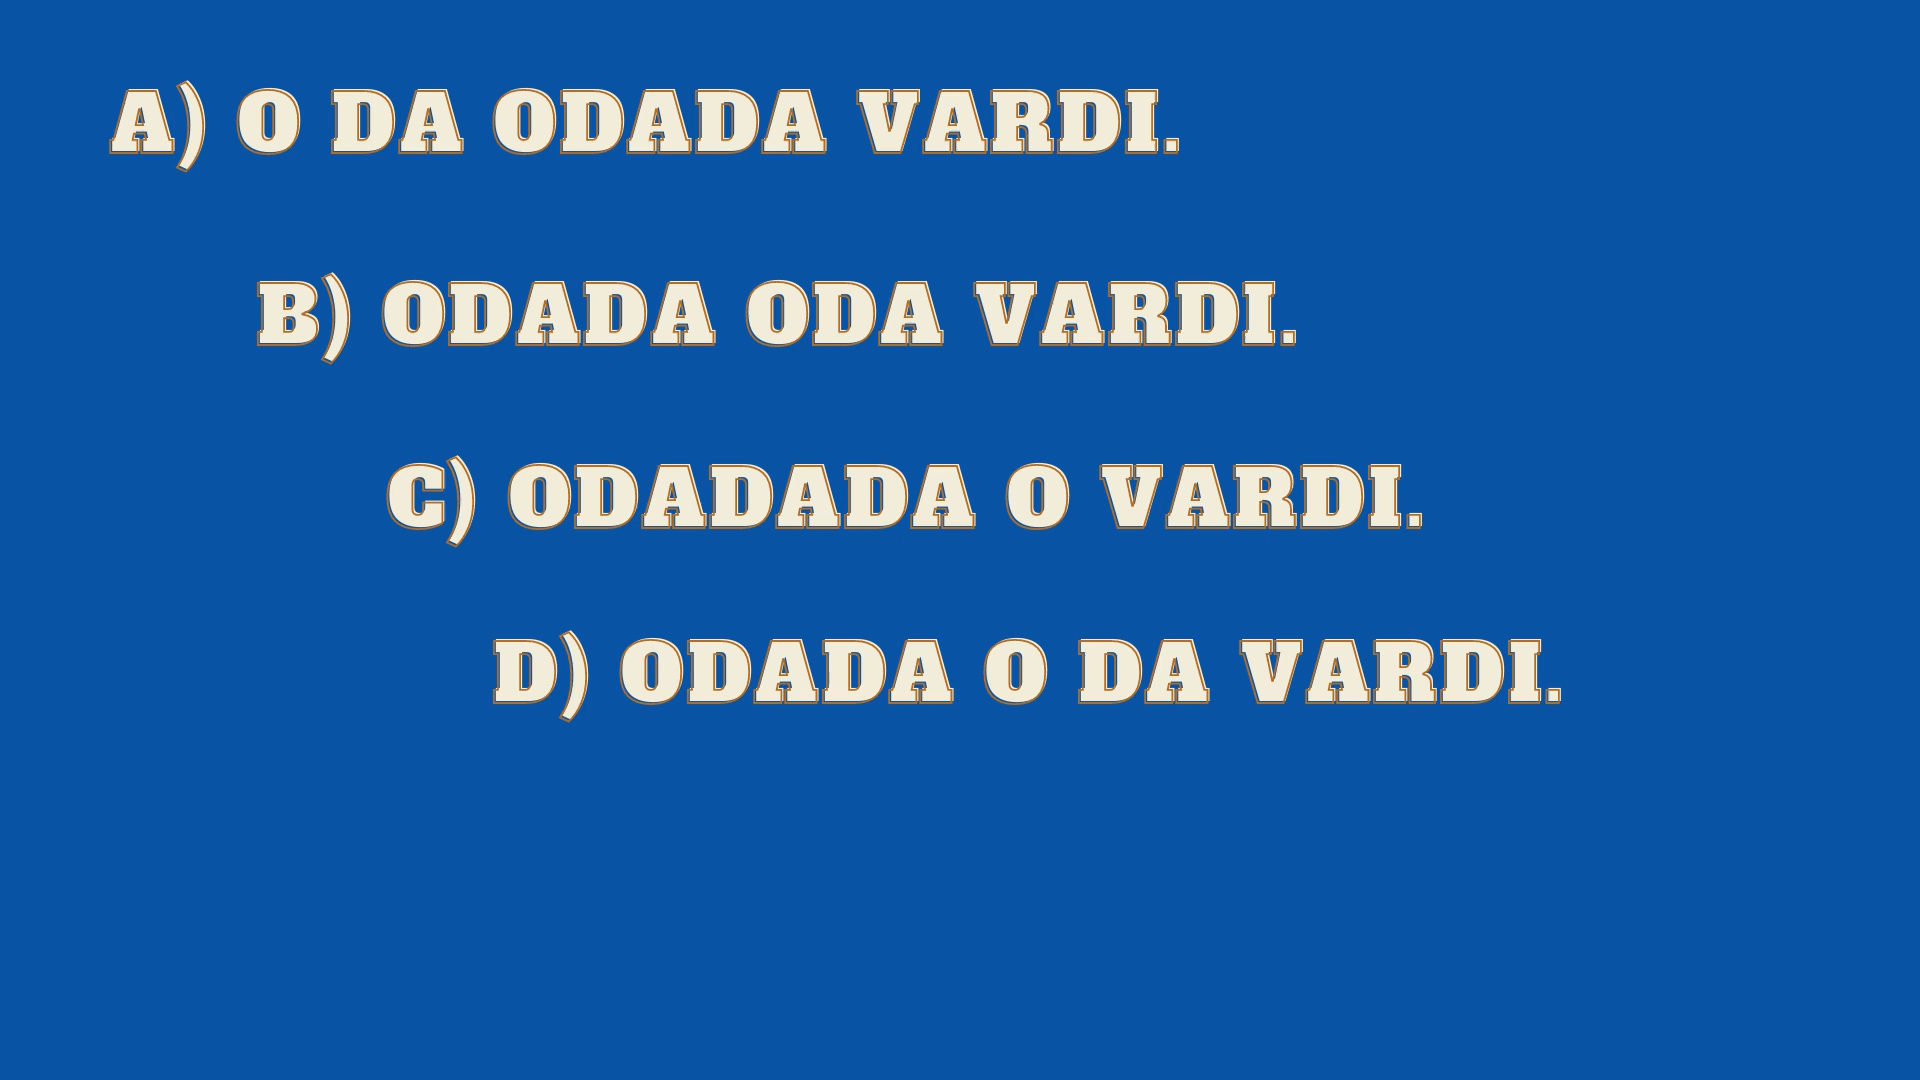 A) O DA ODADA VARDI.
B) ODADA ODA VARDI.
C) ODADADA O VARDI.
D) ODADA O DA VARDI.